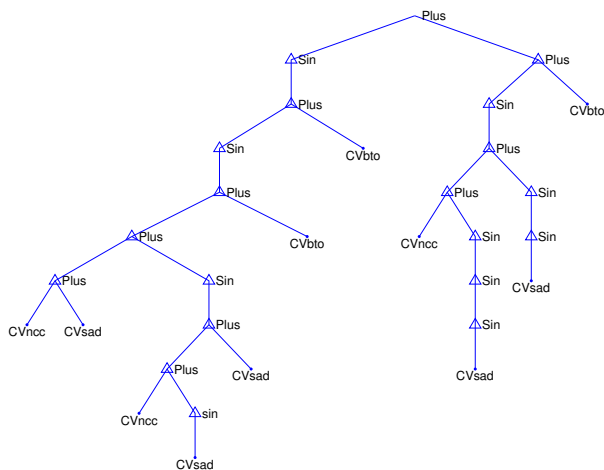 Plus
Sin Plus
Plus Sin CVbto
Sin CVbto Plus
Plus Plus Sin
Plus CVbto CVncc Sin Sin
Plus Sin Sin CVsad
CVncc CVsad Plus Sin
Plus CVsad CVsad
CVncc sin
CVsad